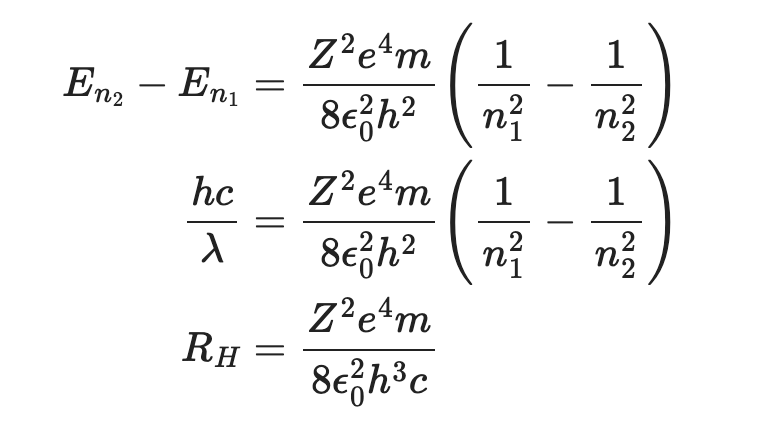 $E_{n_2} - E_{n_1} = \frac{Z^2 e^4 m}{8 \epsilon_0^2 h^2} \left( \frac{1}{n_1^2} - \frac{1}{n_2^2} \right)$
$\frac{hc}{\lambda} = \frac{Z^2 e^4 m}{8 \epsilon_0^2 h^2} \left( \frac{1}{n_1^2} - \frac{1}{n_2^2} \right)$
$R_H = \frac{Z^2 e^4 m}{8 \epsilon_0^2 h^3 c}$